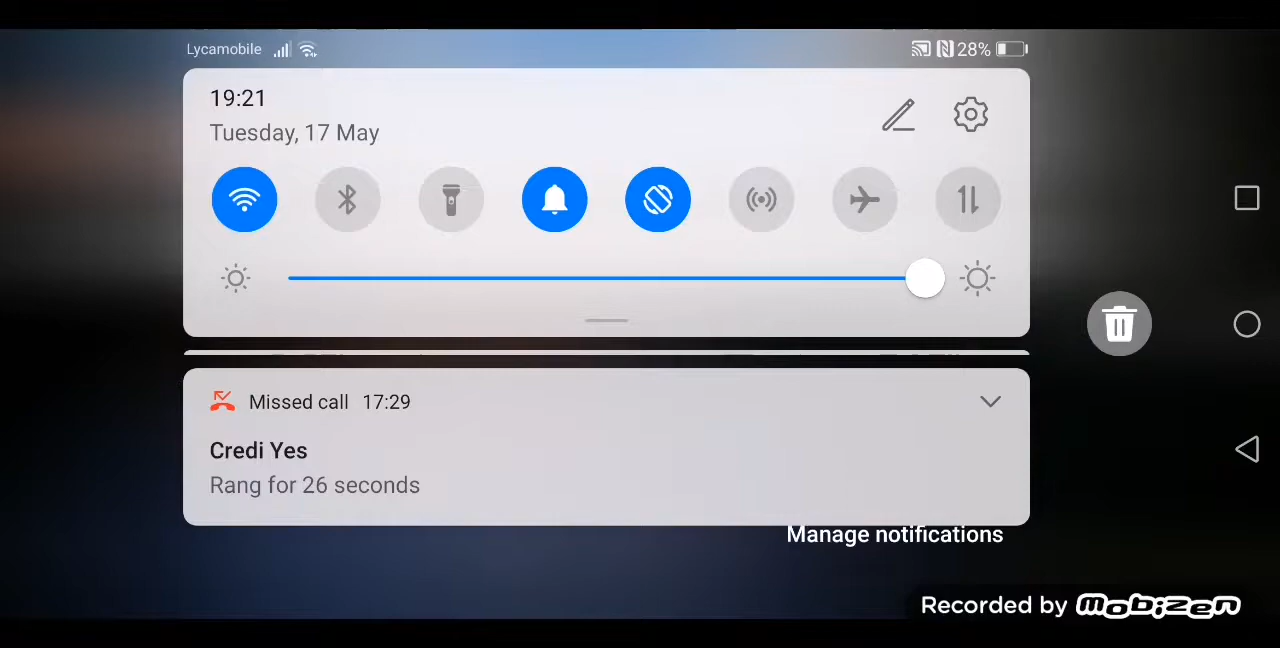 Lycamobile
28%
19:21
Tuesday, 17 May
Missed call 17:29
Credi Yes
Rang for 26 seconds
Manage notifications
Recorded by mobizen